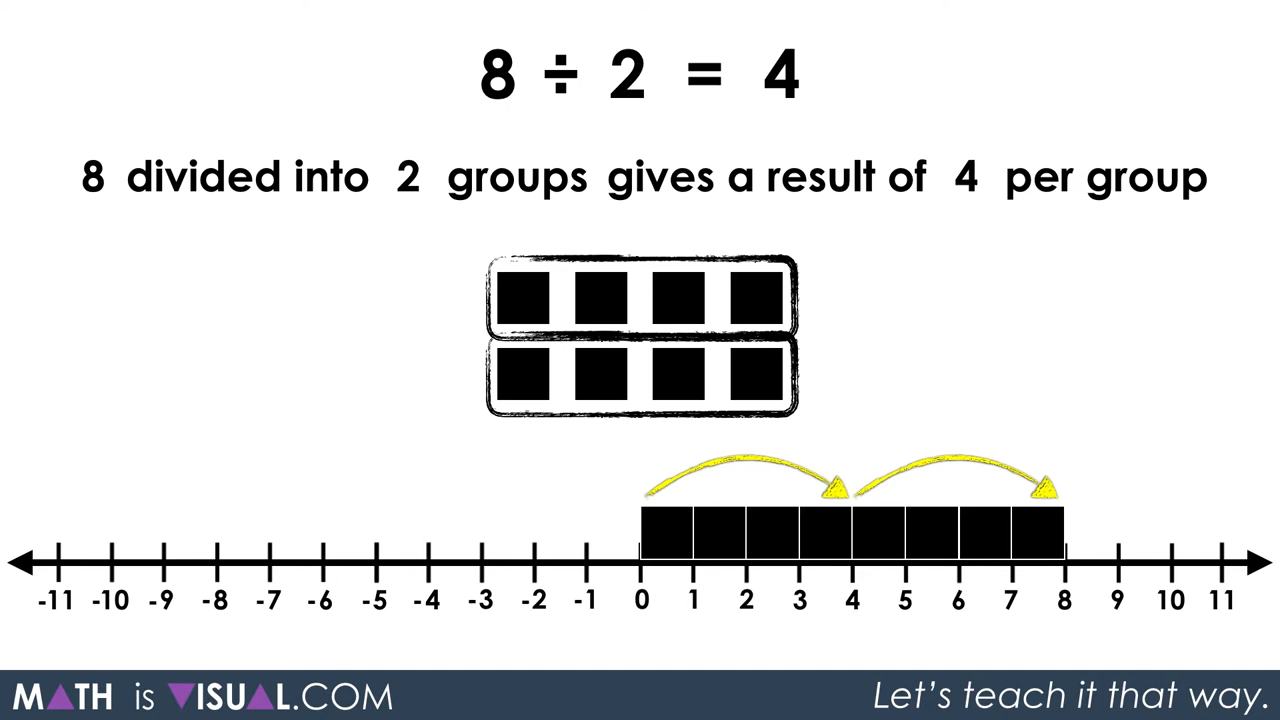 8 ÷ 2 = 4
8 divided into 2 groups gives a result of 4 per group
-11 -10 -9 -8 -7 -6 -5 -4 -3 -2 -1 0 1 2 3 4 5 6 7 8 9 10 11
MATH is VISUAL.COM
Let's teach it that way.